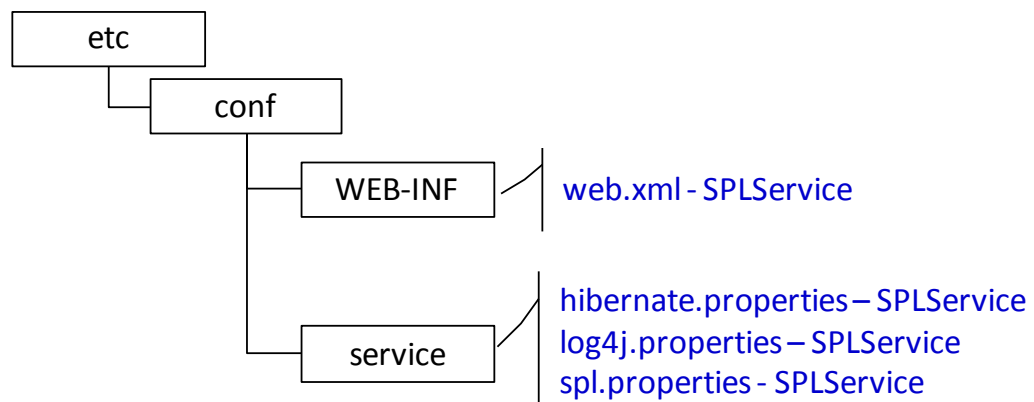 etc
conf
WEB-INF
web.xml - SPLService
hibernate.properties – SPLService
log4j.properties – SPLService
spl.properties - SPLService
service